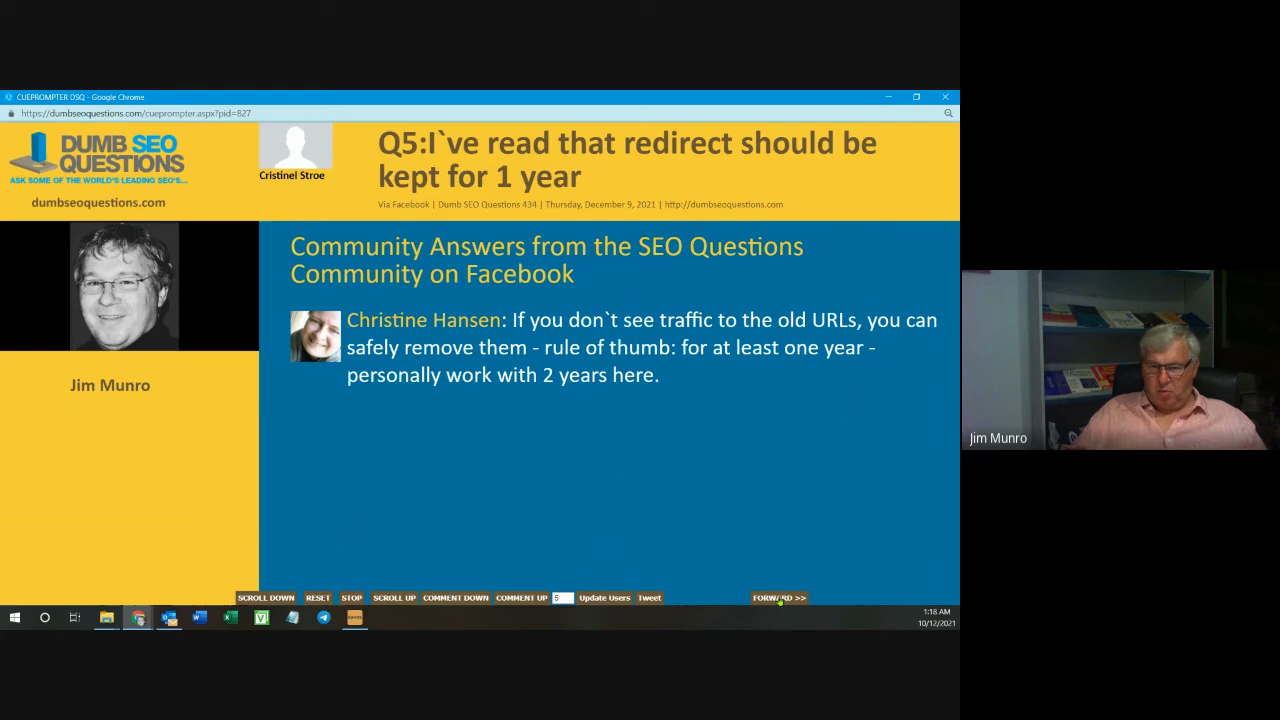 CUEPROMPTER DSQ - Google Chrome
https://dumbseoquestions.com/cueprompter.aspx?pid=827
DUMB SEO
QUESTIONS
ASK SOME OF THE WORLD'S LEADING SEO'S...
dumbseoquestions.com
Cristinel Stroe
Q5:I`ve read that redirect should be
kept for 1 year
Via Facebook | Dumb SEO Questions 434 | Thursday, December 9, 2021 | http://dumbseoquestions.com
Jim Munro
Community Answers from the SEO Questions
Community on Facebook
Christine Hansen: If you don`t see traffic to the old URLs, you can
safely remove them - rule of thumb: for at least one year -
personally work with 2 years here.
Jim Munro
SCROLL DOWN RESET STOP SCROLL UP COMMENT DOWN COMMENT UP 5 Update Users Tweet FORWARD >>
1:18 AM
10/12/2021